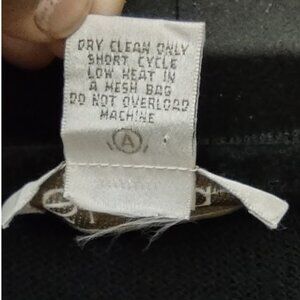 DRY CLEAN ONLY
SHORT CYCLE
LOW HEAT IN
A MESH BAG
DO NOT OVERLOAD
MACHINE
A